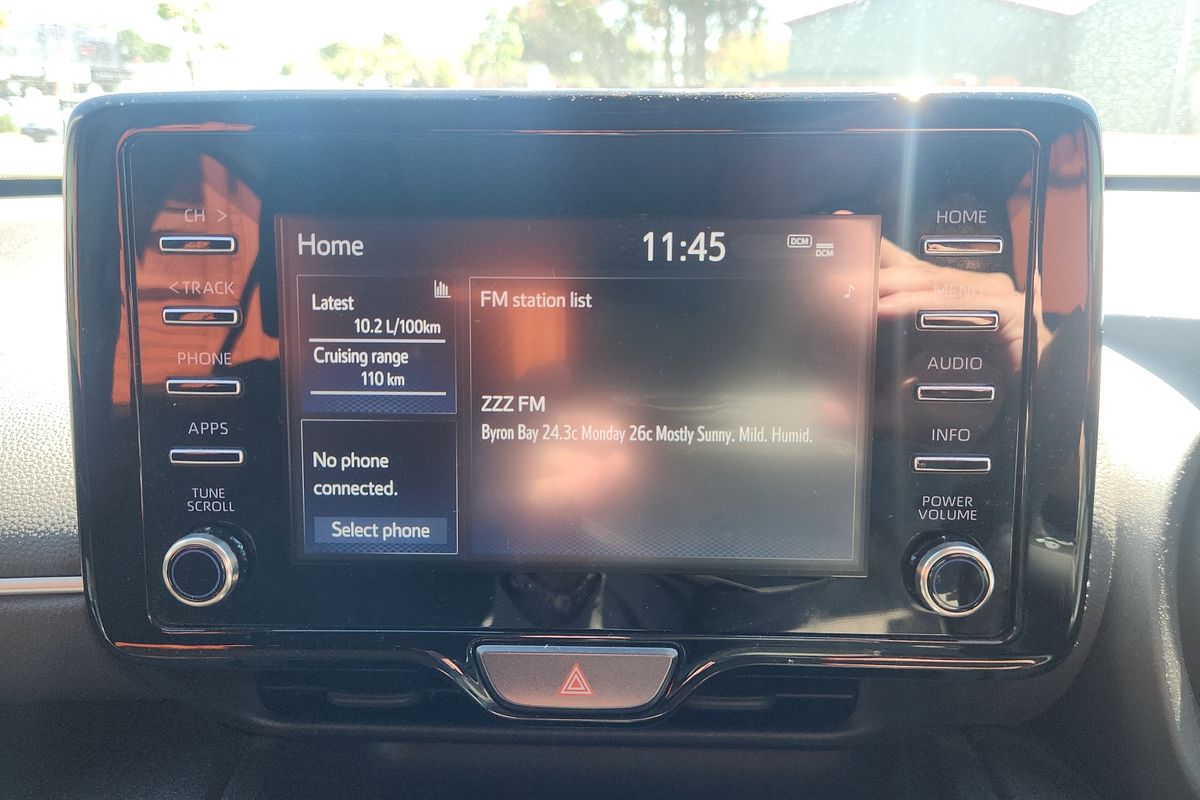 CH >
< TRACK
PHONE
APPS
TUNE
SCROLL
Home
11:45
DCM
DCM
Latest
10.2 L/100km
Cruising range
110 km
No phone
connected.
Select phone
FM station list
ZZZ FM
Byron Bay 24.3c Monday 26c Mostly Sunny. Mild. Humid.
HOME
MENU
AUDIO
INFO
POWER
VOLUME